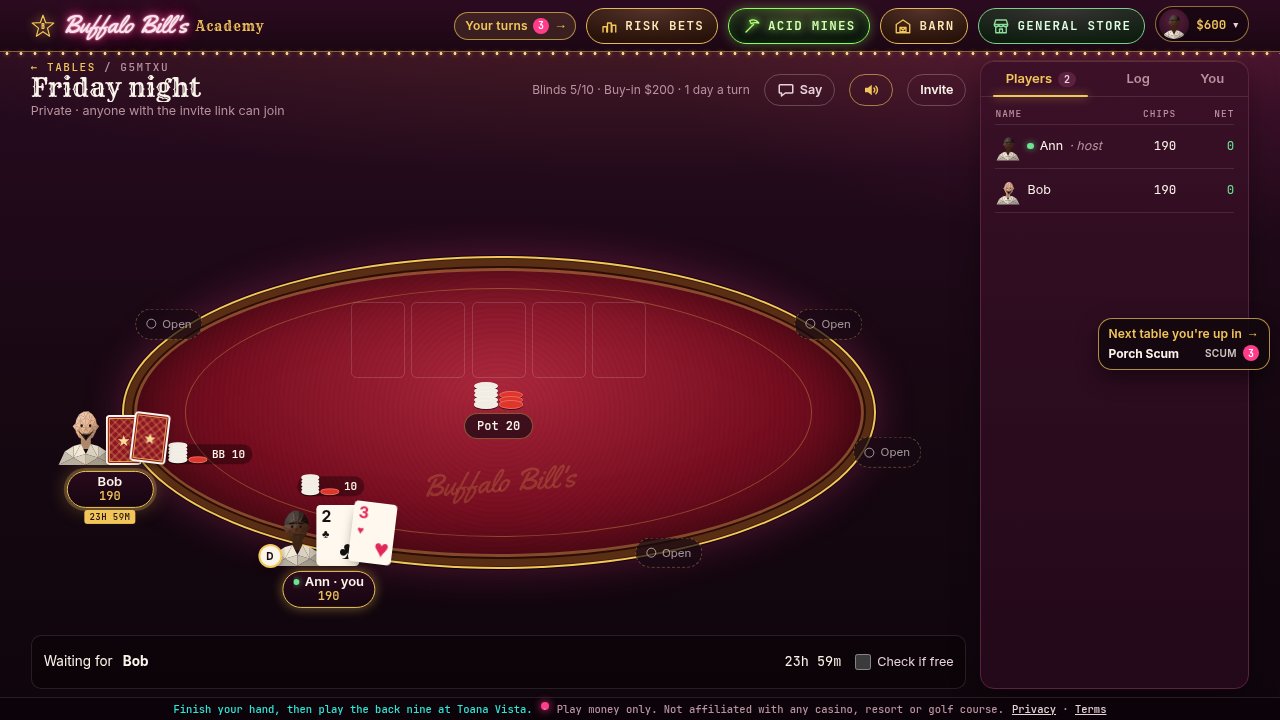 Buffalo Bill's Academy
Your turns 3 →
RISK BETS
ACID MINES
BARN
GENERAL STORE
$600 ▾
← TABLES / G5MTXU
Friday night
Private · anyone with the invite link can join
Blinds 5/10 · Buy-in $200 · 1 day a turn
Say
Invite
Players 2
Log
You
NAME CHIPS NET
Ann · host 190 0
Bob 190 0
Open
Open
Next table you're up in →
Porch Scum SCUM 3
Pot 20
BB 10
Open
Bob
190
23H 59M
Buffalo Bill's
10
2
3
D
Open
Ann · you
190
Waiting for Bob
23h 59m
Check if free
Finish your hand, then play the back nine at Toana Vista.
Play money only. Not affiliated with any casino, resort or golf course. Privacy · Terms